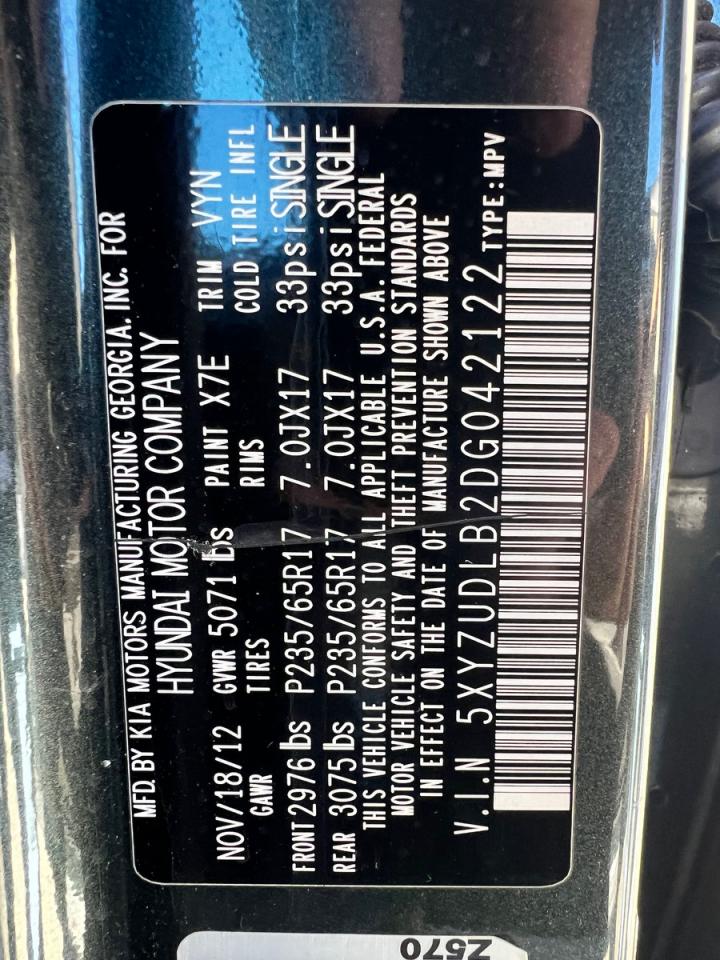 MFD. BY KIA MOTORS MANUFACTURING GEORGIA, INC. FOR
HYUNDAI MOTOR COMPANY
NOV/18/12 GVWR 5071 lbs PAINT X7E TRIM VYN
GAWR TIRES RIMS COLD TIRE INFL
FRONT 2976 lbs P235/65R17 7.0JX17 33psi SINGLE
REAR 3075 lbs P235/65R17 7.0JX17 33psi SINGLE
THIS VEHICLE CONFORMS TO ALL APPLICABLE U.S.A. FEDERAL
MOTOR VEHICLE SAFETY AND THEFT PREVENTION STANDARDS
IN EFFECT ON THE DATE OF MANUFACTURE SHOWN ABOVE
V.I.N 5XYZUDLB2DG042122 TYPE:MPV
Z570